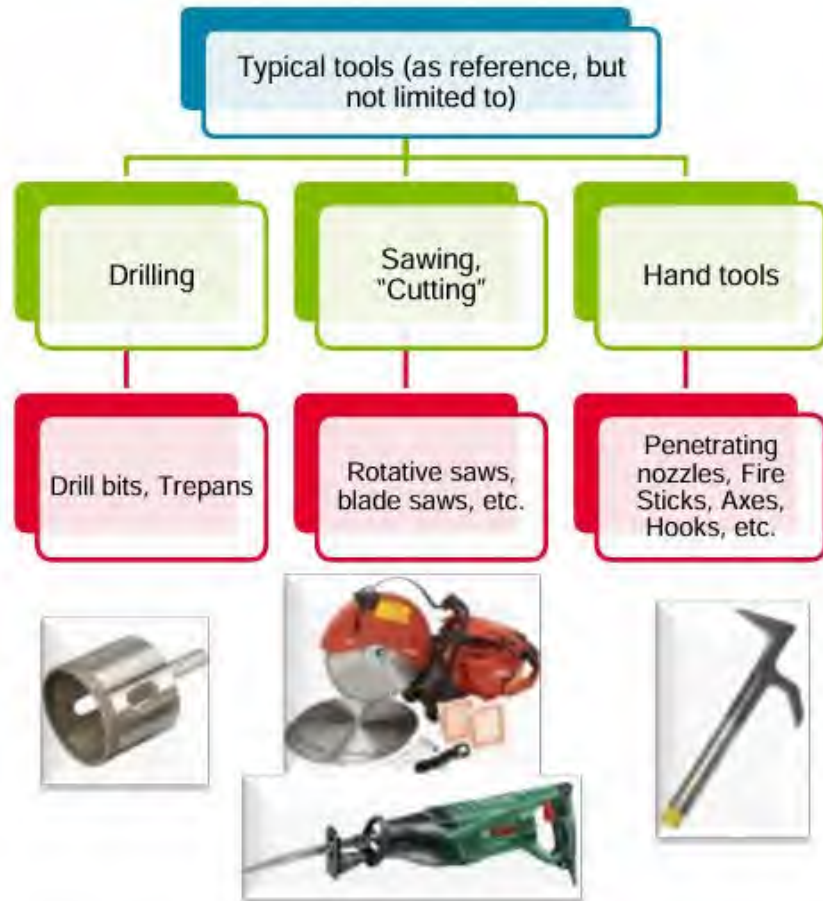 Typical tools (as reference, but
not limited to)
Drilling
Sawing,
"Cutting"
Hand tools
Drill bits, Trepans
Rotative saws,
blade saws, etc.
Penetrating
nozzles, Fire
Sticks, Axes,
Hooks, etc.